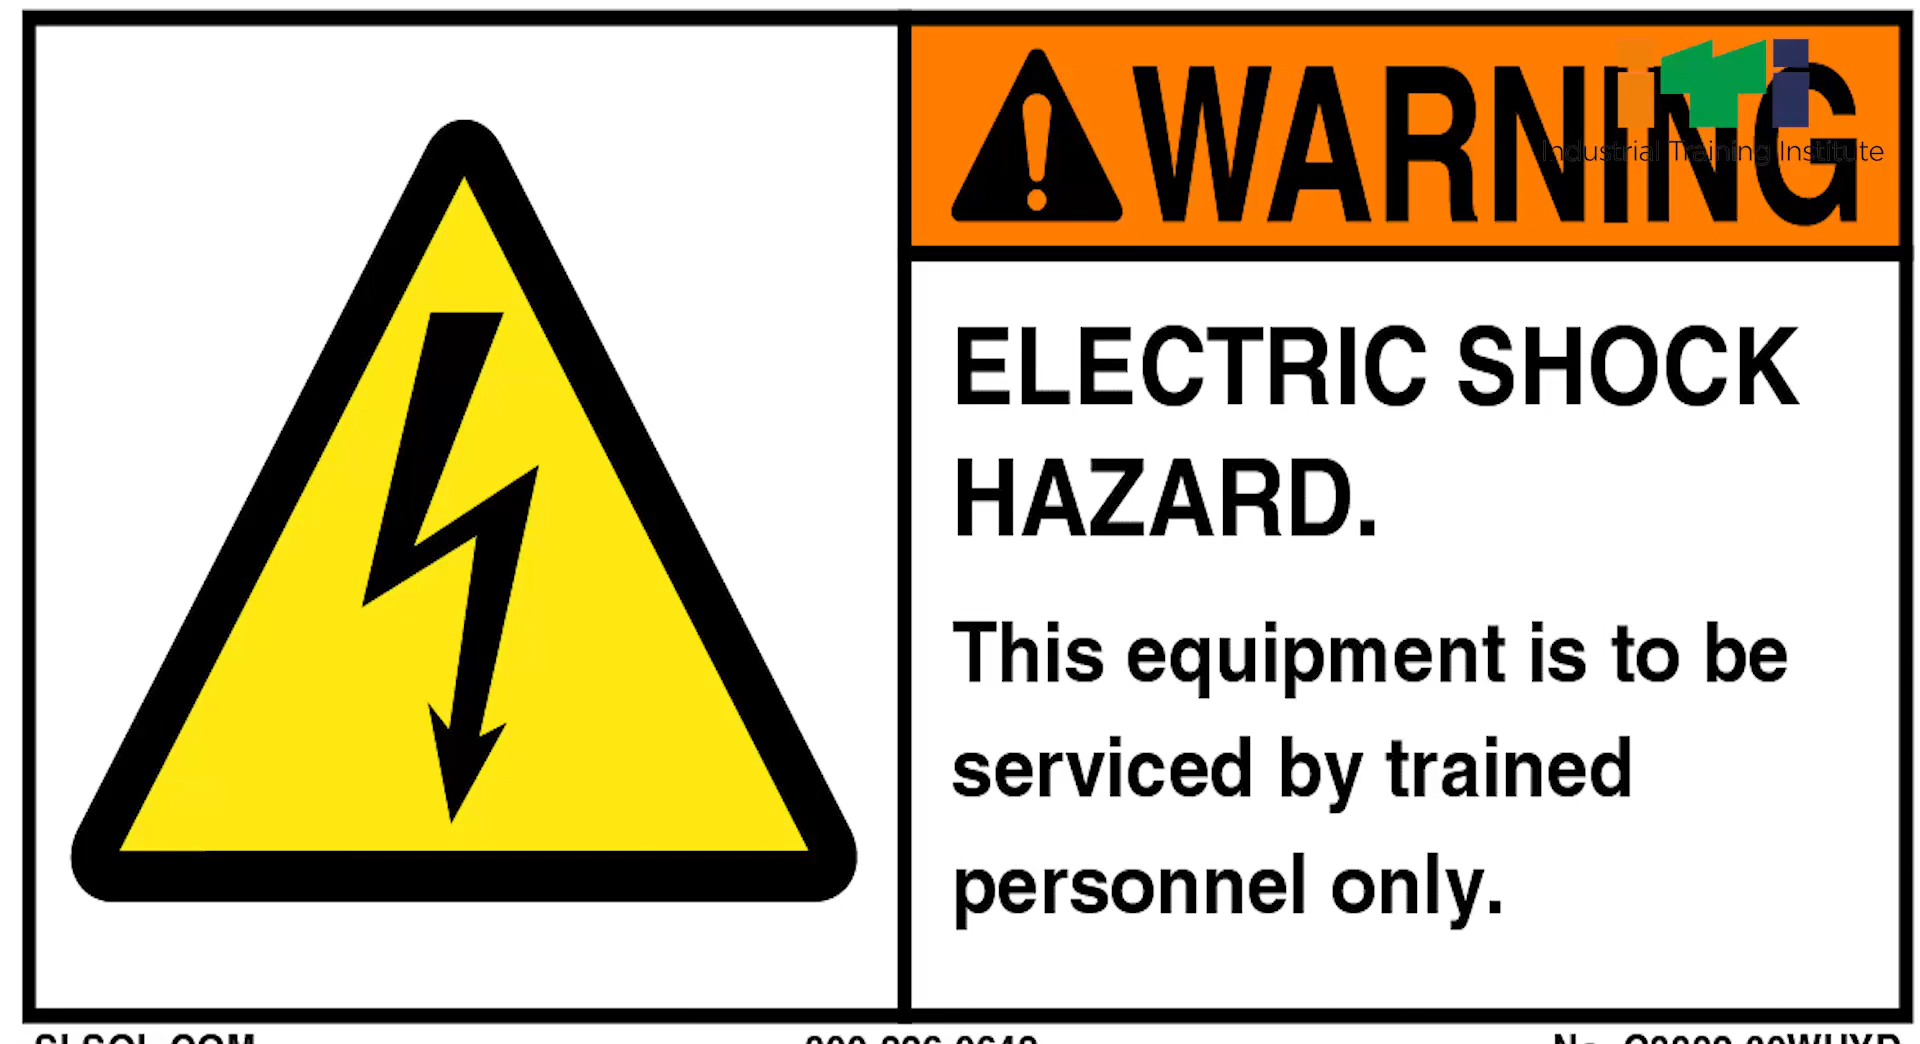 WARNING
Industrial Training Institute
ELECTRIC SHOCK
HAZARD.
This equipment is to be
serviced by trained
personnel only.